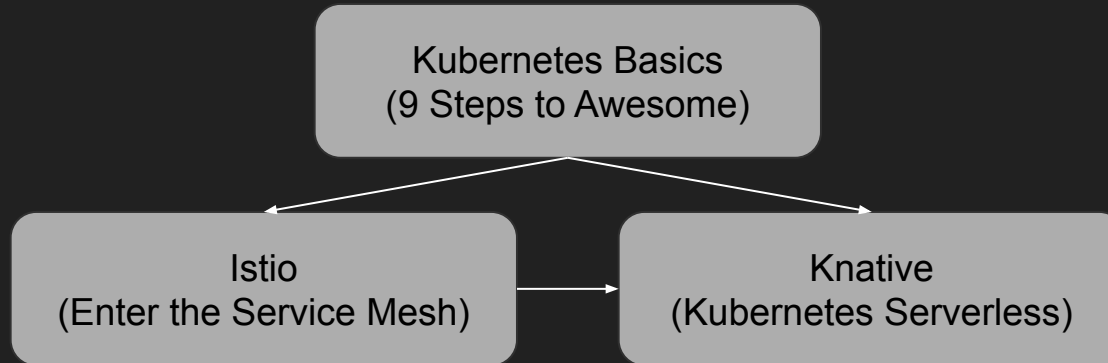 Kubernetes Basics
(9 Steps to Awesome)
Istio
(Enter the Service Mesh)
Knative
(Kubernetes Serverless)